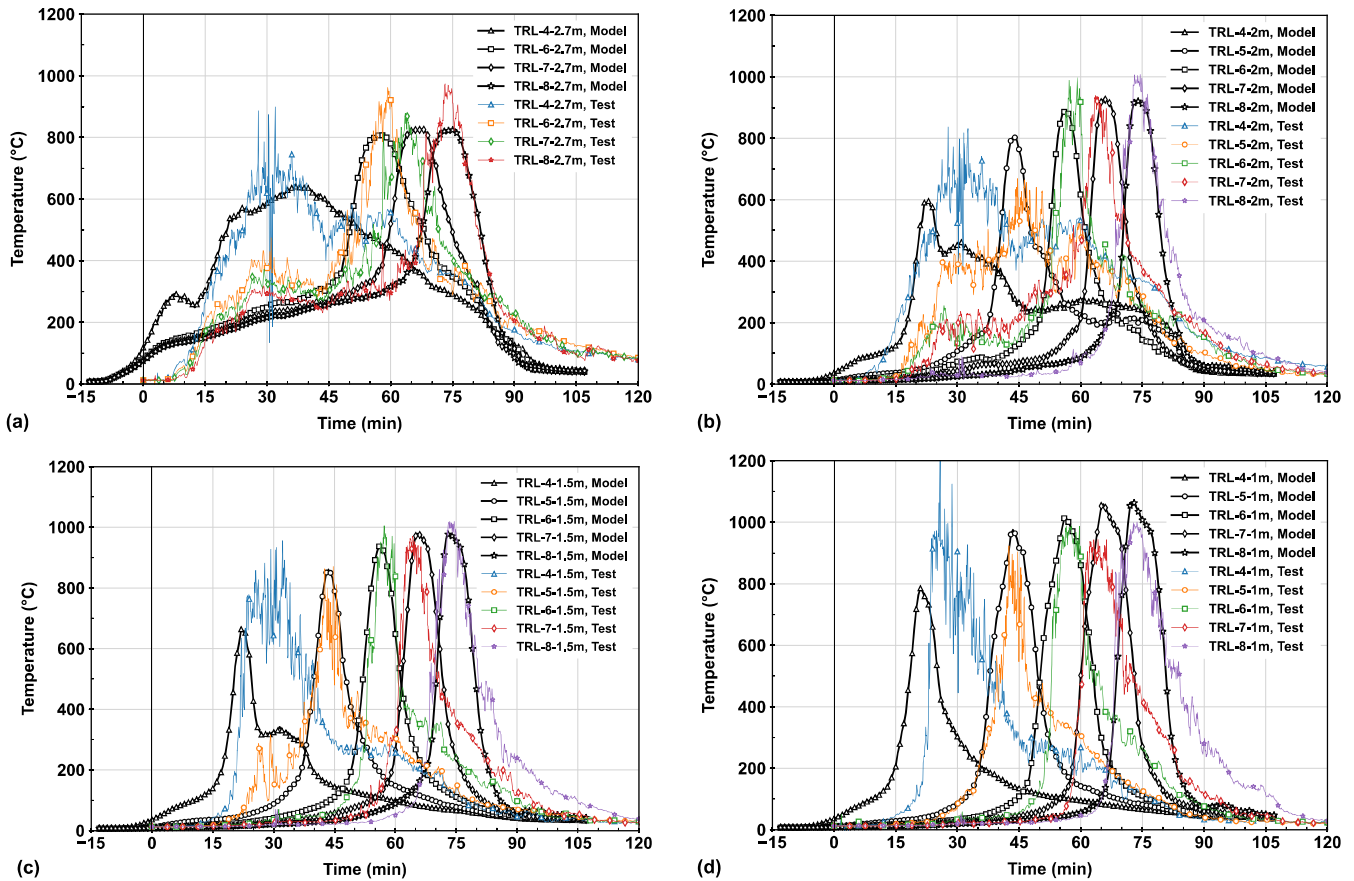 1200
1000
800
600
400
200
0
−15 0 15 30 45 60 75 90 105 120
Temperature (°C)
Time (min)
TRL-4-2.7m, Model
TRL-6-2.7m, Model
TRL-7-2.7m, Model
TRL-8-2.7m, Model
TRL-4-2.7m, Test
TRL-6-2.7m, Test
TRL-7-2.7m, Test
TRL-8-2.7m, Test
(a)
1200
1000
800
600
400
200
0
−15 0 15 30 45 60 75 90 105 120
Temperature (°C)
Time (min)
TRL-4-2m, Model
TRL-5-2m, Model
TRL-6-2m, Model
TRL-7-2m, Model
TRL-8-2m, Model
TRL-4-2m, Test
TRL-5-2m, Test
TRL-6-2m, Test
TRL-7-2m, Test
TRL-8-2m, Test
(b)
1200
1000
800
600
400
200
0
−15 0 15 30 45 60 75 90 105 120
Temperature (°C)
Time (min)
TRL-4-1.5m, Model
TRL-5-1.5m, Model
TRL-6-1.5m, Model
TRL-7-1.5m, Model
TRL-8-1.5m, Model
TRL-4-1.5m, Test
TRL-5-1.5m, Test
TRL-6-1.5m, Test
TRL-7-1.5m, Test
TRL-8-1.5m, Test
(c)
1200
1000
800
600
400
200
0
−15 0 15 30 45 60 75 90 105 120
Temperature (°C)
Time (min)
TRL-4-1m, Model
TRL-5-1m, Model
TRL-6-1m, Model
TRL-7-1m, Model
TRL-8-1m, Model
TRL-4-1m, Test
TRL-5-1m, Test
TRL-6-1m, Test
TRL-7-1m, Test
TRL-8-1m, Test
(d)